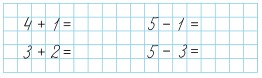 4 + 1 = 5 - 1 =
3 + 2 = 5 - 3 =